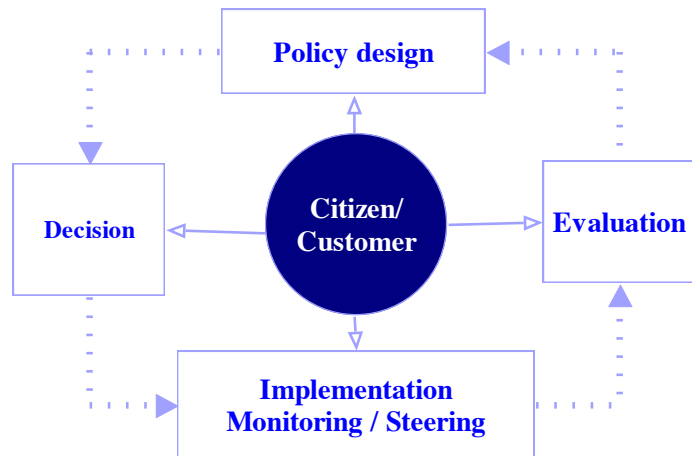 Policy design
Citizen/
Customer
Decision
Evaluation
Implementation
Monitoring / Steering